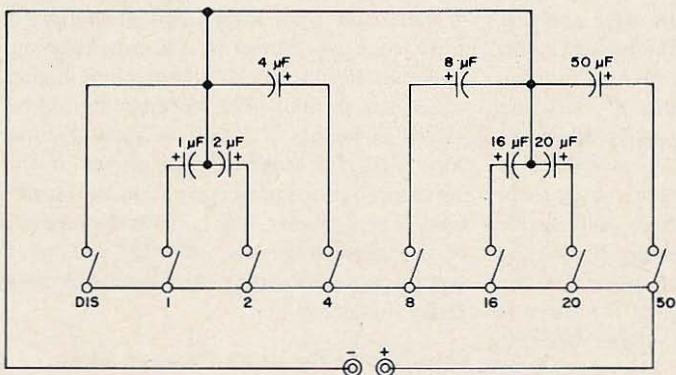 4 µF + 8 µF + 50 µF +
1 µF 2 µF 16 µF 20 µF
+ + + +
DIS 1 2 4 8 16 20 50
- +